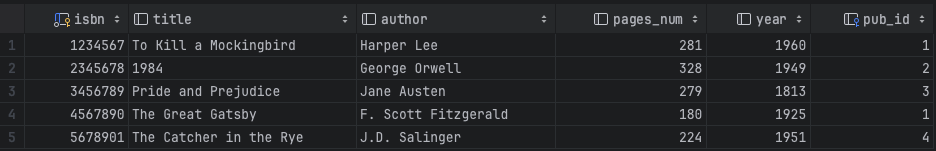 isbn title author pages_num year pub_id
1 1234567 To Kill a Mockingbird Harper Lee 281 1960 1
2 2345678 1984 George Orwell 328 1949 2
3 3456789 Pride and Prejudice Jane Austen 279 1813 3
4 4567890 The Great Gatsby F. Scott Fitzgerald 180 1925 1
5 5678901 The Catcher in the Rye J.D. Salinger 224 1951 4